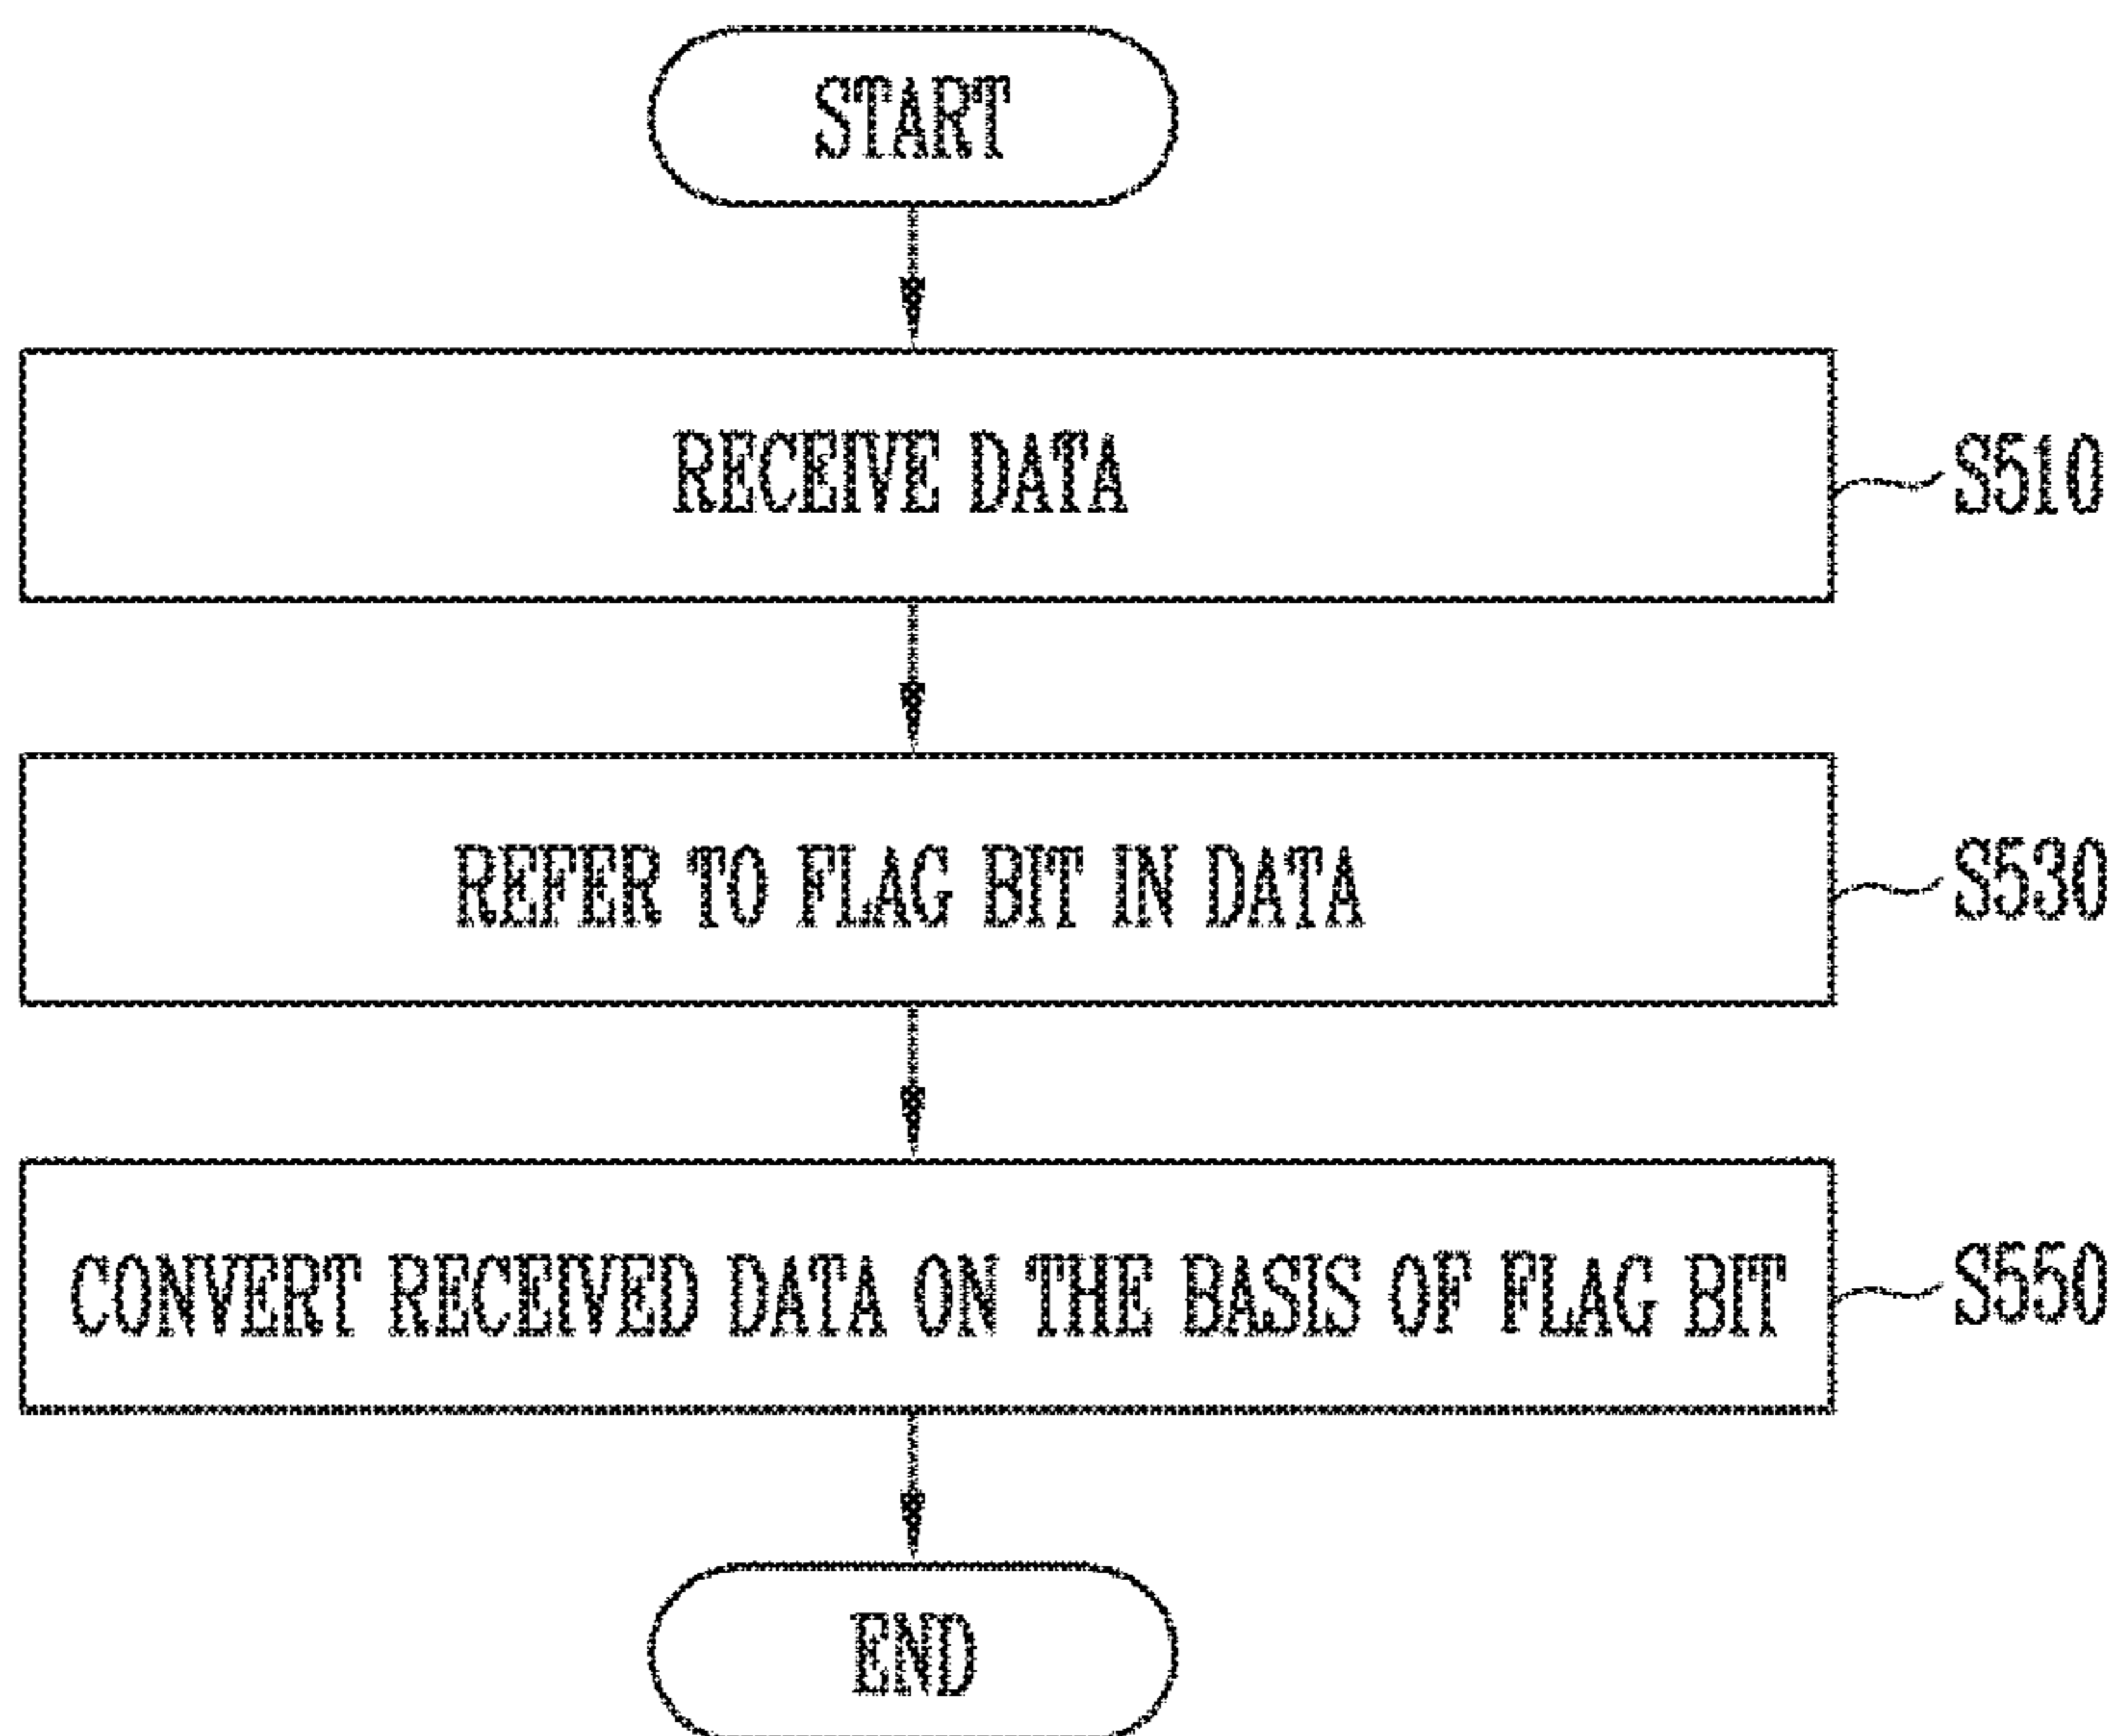 START
RECEIVE DATA
S510
REFER TO FLAG BIT IN DATA
S530
CONVERT RECEIVED DATA ON THE BASIS OF FLAG BIT
S550
END